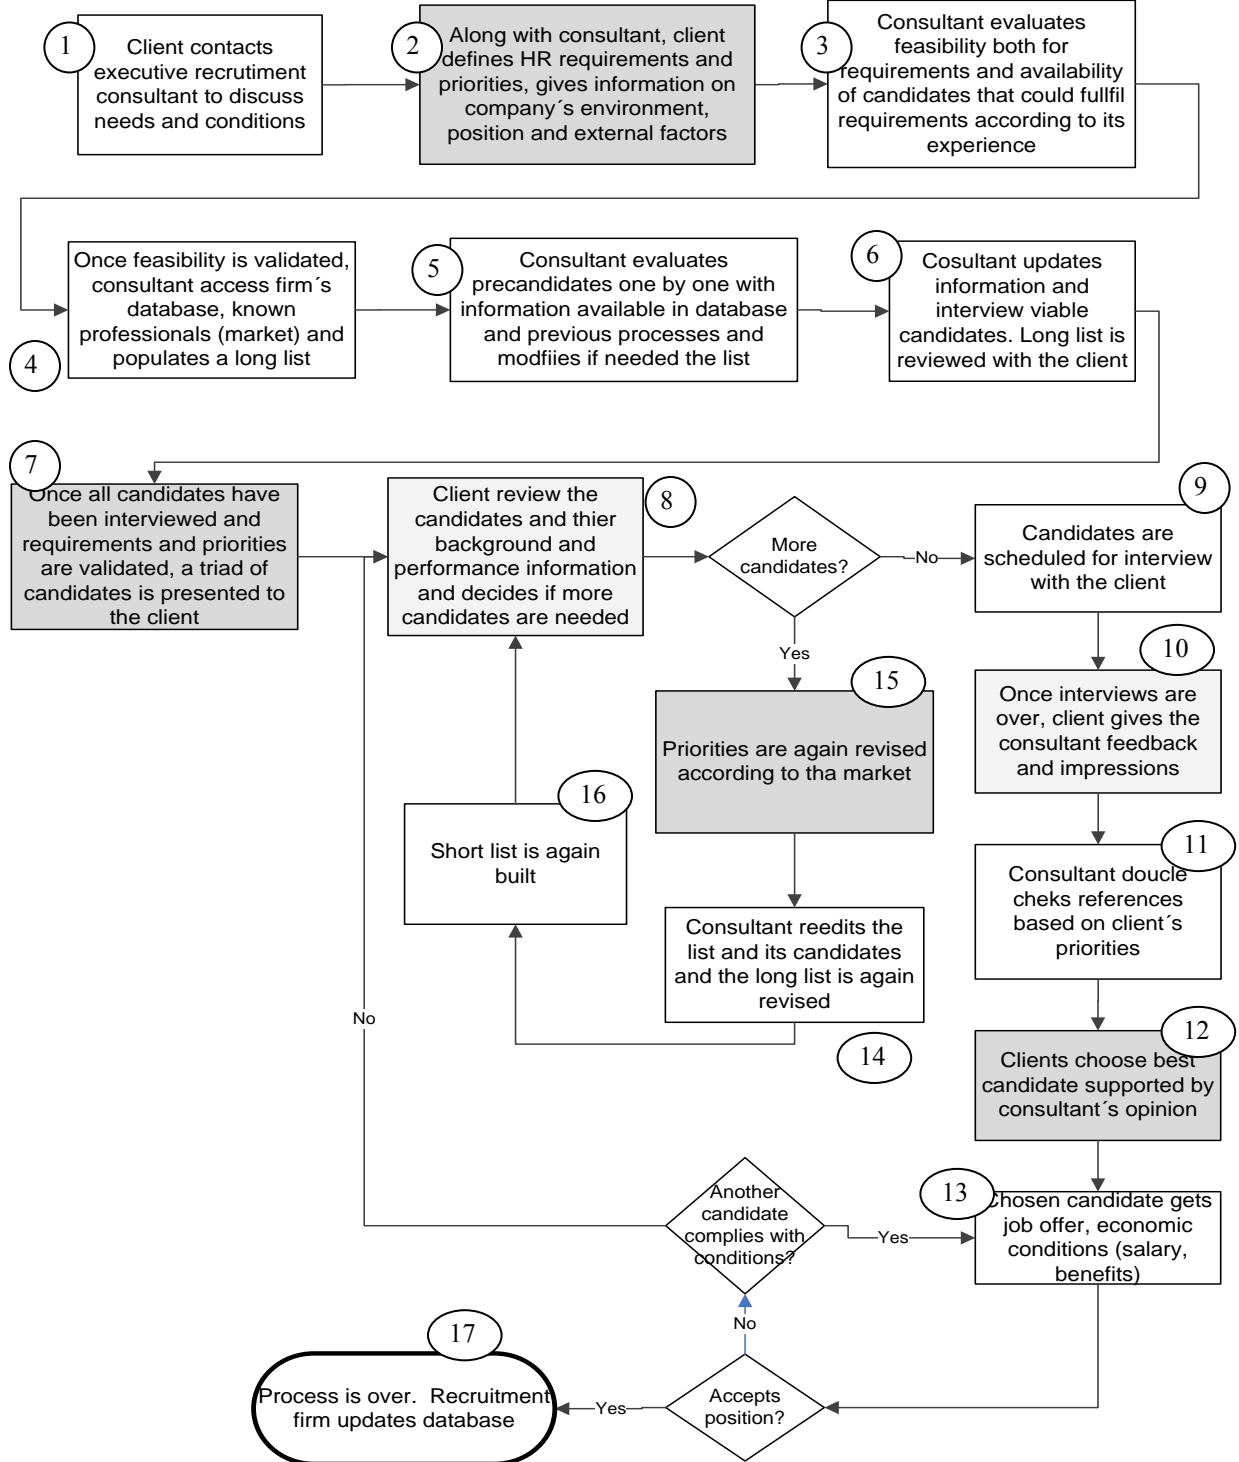 1
Client contacts
executive recrutiment
consultant to discuss
needs and conditions
2
Along with consultant, client
defines HR requirements and
priorities, gives information on
company´s environment,
position and external factors
3
Consultant evaluates
feasibility both for
requirements and availability
of candidates that could fullfil
requirements according to its
experience
4
Once feasibility is validated,
consultant access firm´s
database, known
professionals (market) and
populates a long list
5
Consultant evaluates
precandidates one by one with
information available in database
and previous processes and
modfiies if needed the list
6
Cosultant updates
information and
interview viable
candidates. Long list
is reviewed with the client
7
Once all candidates have
been interviewed and
requirements and priorities
are validated, a triad of
candidates is presented to
the client
8
Client review the
candidates and thier
background and
performance information
and decides if more
candidates are needed
More
candidates?
No
Yes
9
Candidates are
scheduled for interview
with the client
10
Once interviews are
over, client gives the
consultant feedback
and impressions
15
Priorities are again revised
according to tha market
16
Short list is again
built
11
Consultant doucle
cheks references
based on client´s
priorities
Consultant reedits the
list and its candidates
and the long list is again
revised
14
No
12
Clients choose best
candidate supported by
consultant´s opinion
13
Chosen candidate gets
job offer, economic
conditions (salary,
benefits)
Another
candidate
complies with
conditions?
Yes
No
Accepts
position?
Yes
17
Process is over.  Recruitment
firm updates database